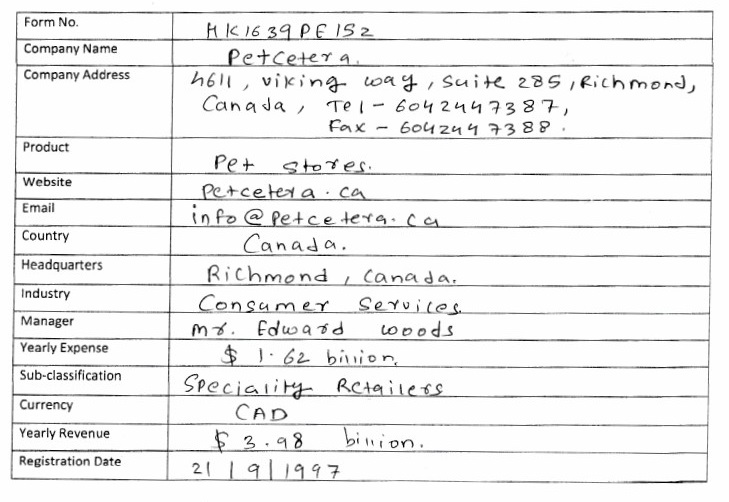 Form No. HK1639PE152
Company Name Petcetera.
Company Address 4611, viking way, Suite 285, Richmond,
Canada, Tel - 6042447387,
Fax - 6042447388.
Product Pet stores.
Website Petcetera.ca
Email info@Petcetera.ca
Country Canada.
Headquarters Richmond, Canada.
Industry Consumer Services.
Manager Mr. Edward woods
Yearly Expense $ 1.62 billion.
Sub-classification Speciality Retailers
Currency CAD
Yearly Revenue $ 3.98 billion.
Registration Date 21/9/1997